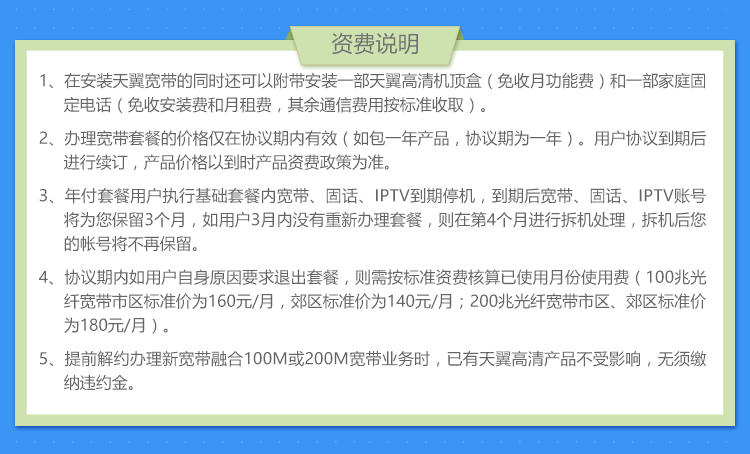 资费说明
1、在安装天翼宽带的同时还可以附带安装一部天翼高清机顶盒（免收月功能费）和一部家庭固
定电话（免收安装费和月租费，其余通信费用按标准收取）。
2、办理宽带套餐的价格仅在协议期内有效（如包一年产品，协议期为一年）。用户协议到期后
进行续订，产品价格以到时产品资费政策为准。
3、年付套餐用户执行基础套餐内宽带、固话、IPTV到期停机，到期后宽带、固话、IPTV账号
将为您保留3个月，如用户3月内没有重新办理套餐，则在第4个月进行拆机处理，拆机后您
的帐号将不再保留。
4、协议期内如用户自身原因要求退出套餐，则需按标准资费核算已使用月份使用费（100兆光
纤宽带市区标准价为160元/月，郊区标准价为140元/月；200兆光纤宽带市区、郊区标准价
为180元/月）。
5、提前解约办理新宽带融合100M或200M宽带业务时，已有天翼高清产品不受影响，无须缴
纳违约金。